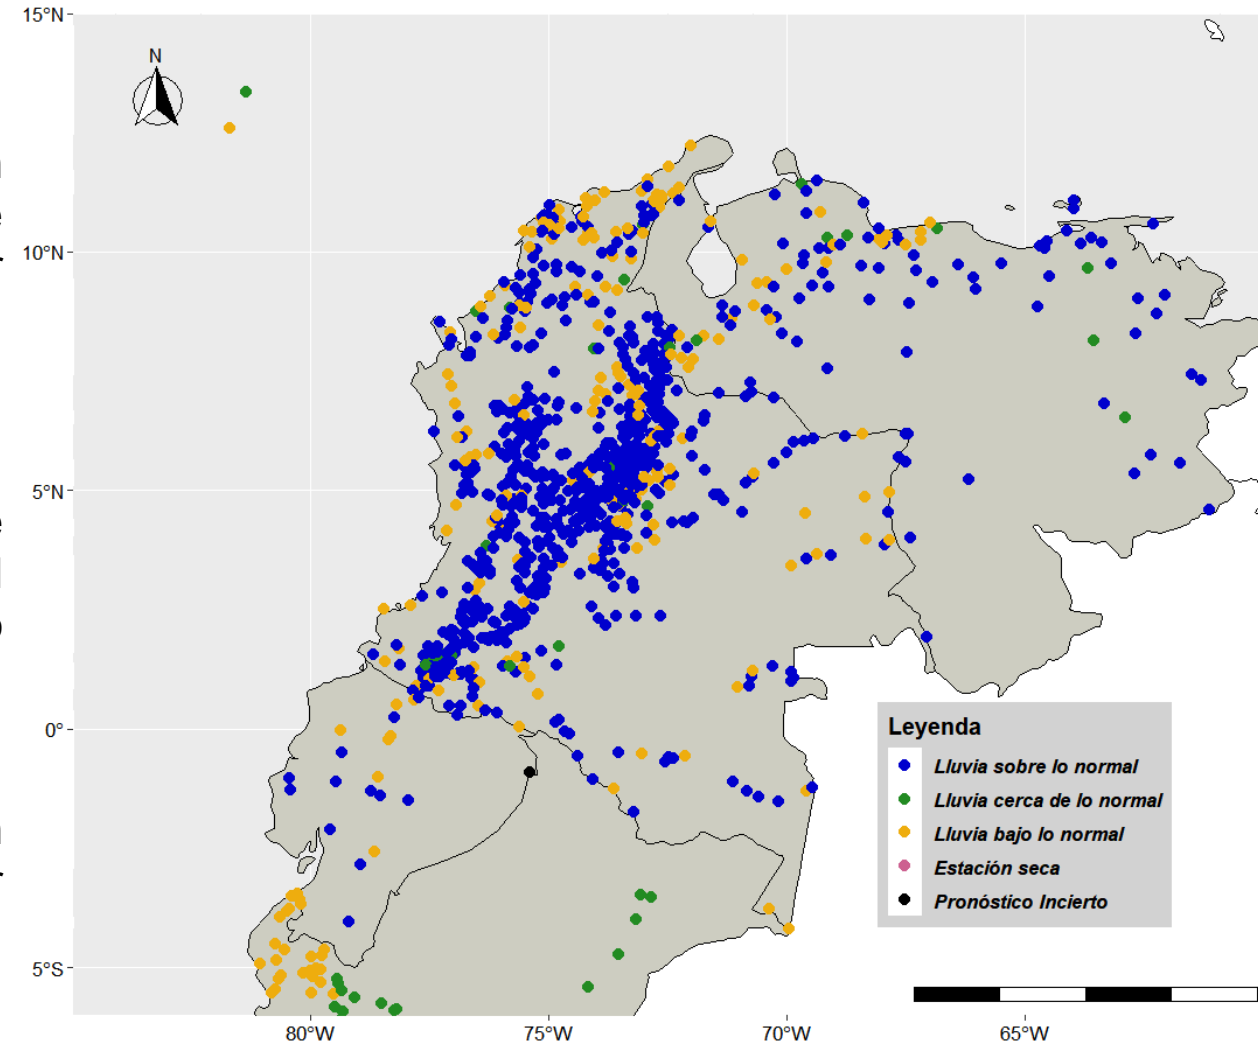 15°N
N
10°N
5°N
0°
5°S
Leyenda
Lluvia sobre lo normal
Lluvia cerca de lo normal
Lluvia bajo lo normal
Estación seca
Pronóstico Incierto
80°W
75°W
70°W
65°W